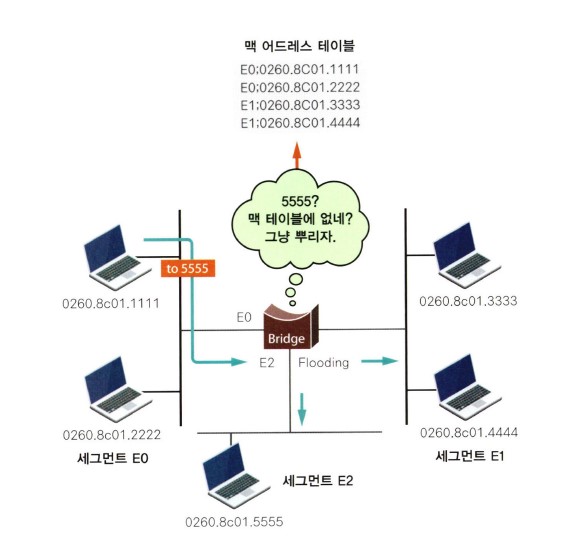 맥 어드레스 테이블
E0;0260.8C01.1111
E0;0260.8C01.2222
E1;0260.8C01.3333
E1;0260.8C01.4444
5555?
맥 테이블에 없네?
그냥 뿌리자.
to 5555
0260.8c01.1111
0260.8c01.3333
E0
Bridge
E2
Flooding
0260.8c01.2222
0260.8c01.4444
세그먼트 E0
세그먼트 E1
세그먼트 E2
0260.8c01.5555